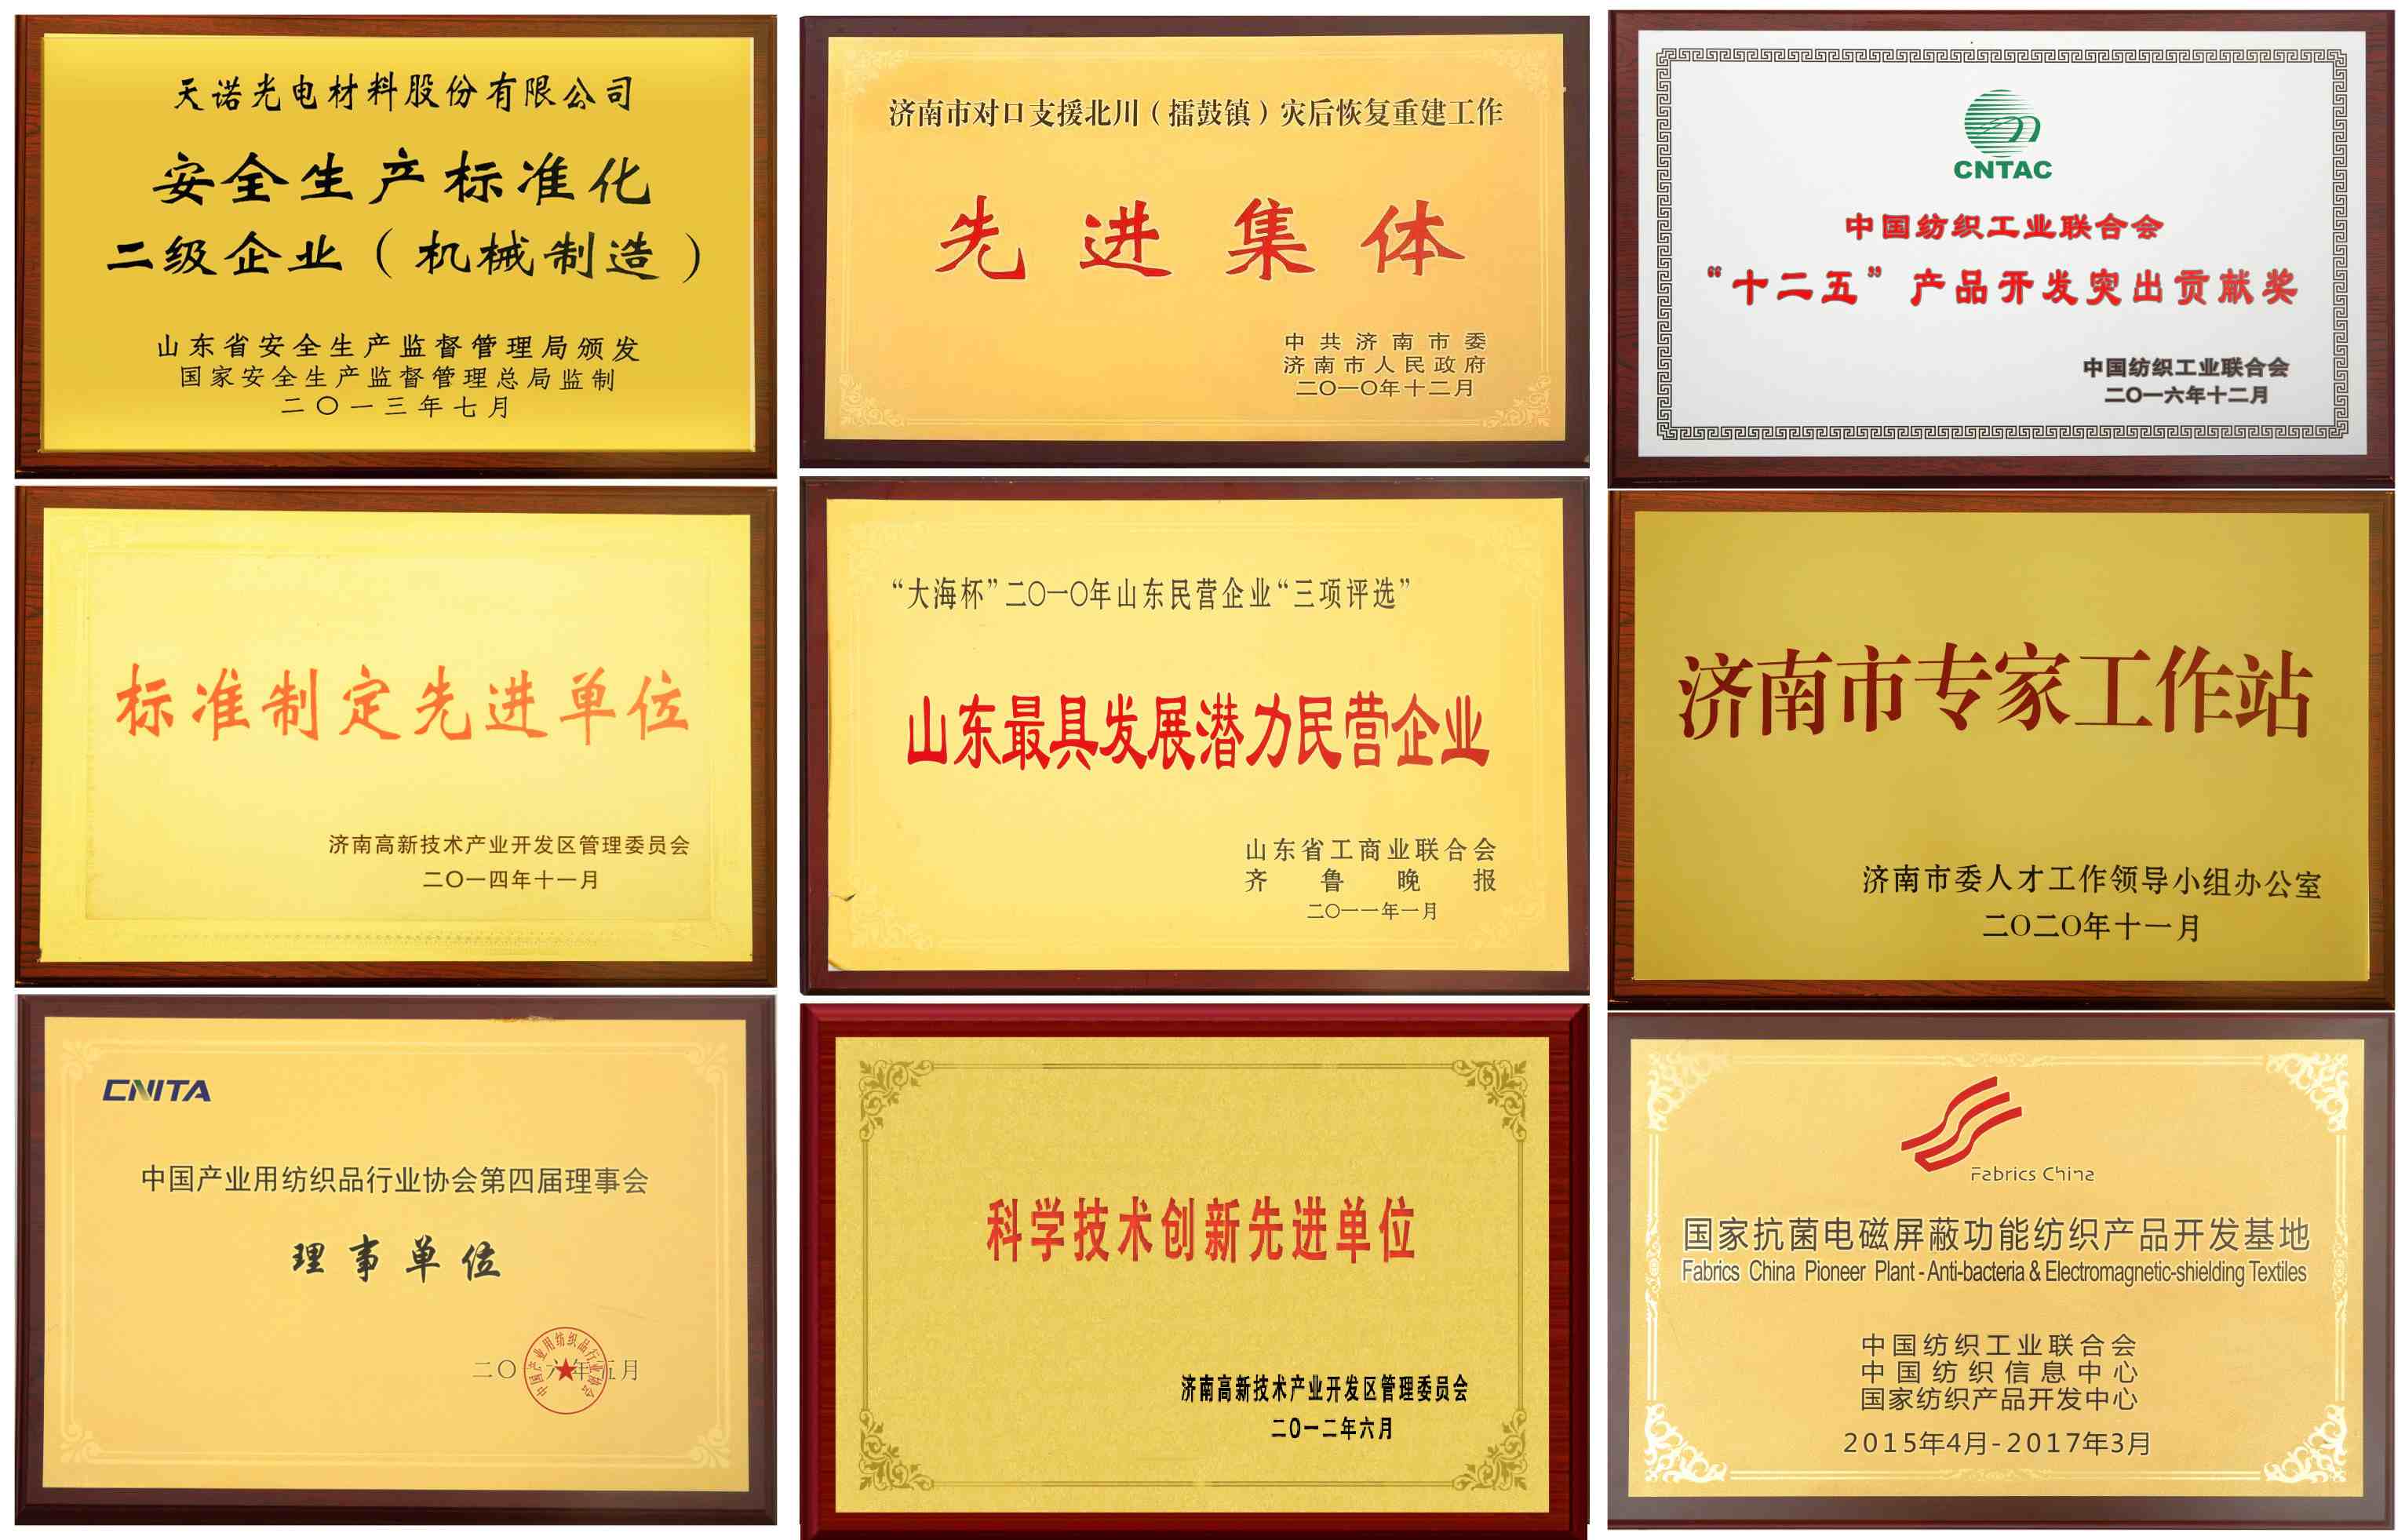 天诺光电材料股份有限公司
安全生产标准化
二级企业（机械制造）
山东省安全生产监督管理局颁发
国家安全生产监督管理总局监制
二〇一三年七月
济南市对口支援北川（擂鼓镇）灾后恢复重建工作
先进集体
中共济南市委
济南市人民政府
二〇一〇年十二月
CNTAC
中国纺织工业联合会
“十二五”产品开发突出贡献奖
中国纺织工业联合会
二〇一六年十二月
标准制定先进单位
济南高新技术产业开发区管理委员会
二〇一四年十一月
“大海杯”二〇一〇年山东民营企业“三项评选”
山东最具发展潜力民营企业
山东省工商业联合会
齐鲁晚报
二〇一一年一月
济南市专家工作站
济南市委人才工作领导小组办公室
二〇二〇年十一月
CNITA
中国产业用纺织品行业协会第四届理事会
理事单位
中国产业用纺织品行业协会
二〇 六年五月
科学技术创新先进单位
济南高新技术产业开发区管理委员会
二〇一二年六月
Fabrics China
国家抗菌电磁屏蔽功能纺织产品开发基地
Fabrics China Pioneer Plant - Anti-bacteria & Electromagnetic-shielding Textiles
中国纺织工业联合会
中国纺织信息中心
国家纺织产品开发中心
2015年4月-2017年3月